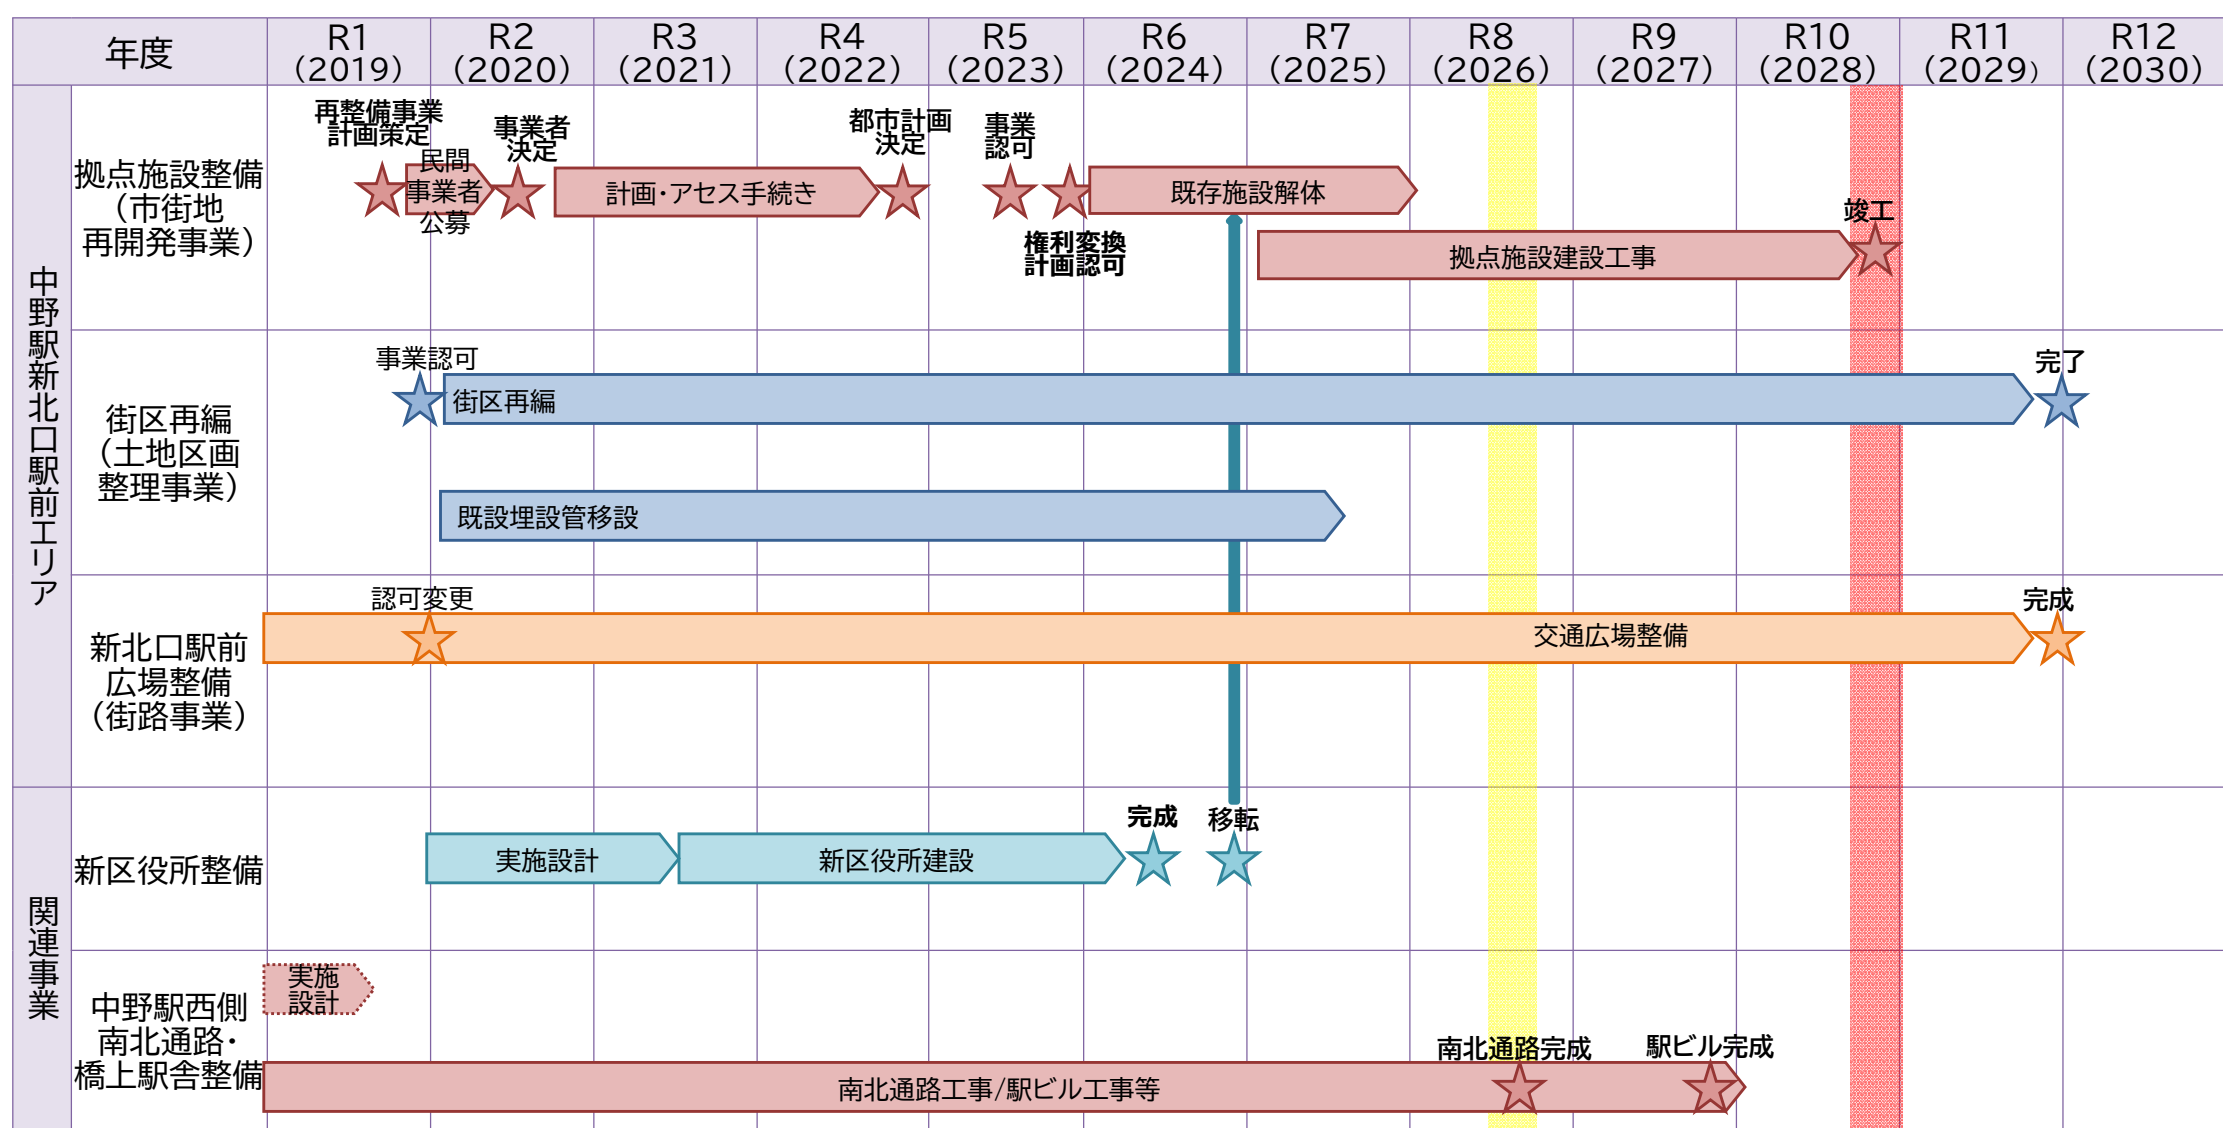 年度
R1
（2019）
R2
（2020）
R3
（2021）
R4
（2022）
R5
（2023）
R6
（2024）
R7
（2025）
R8
（2026）
R9
（2027）
R10
（2028）
R11
（2029）
R12
（2030）
中野駅新北口駅前エリア
拠点施設整備
（市街地
再開発事業）
再整備事業
計画策定
民間
事業者
公募
事業者
決定
計画・アセス手続き
都市計画
決定
事業
認可
権利変換
計画認可
既存施設解体
拠点施設建設工事
竣工
街区再編
（土地区画
整理事業）
事業認可
街区再編
完了
既設埋設管移設
新北口駅前
広場整備
（街路事業）
認可変更
交通広場整備
完成
関連事業
新区役所整備
実施設計
新区役所建設
完成
移転
中野駅西側
南北通路・
橋上駅舎整備
実施
設計
南北通路工事/駅ビル工事等
南北通路完成
駅ビル完成